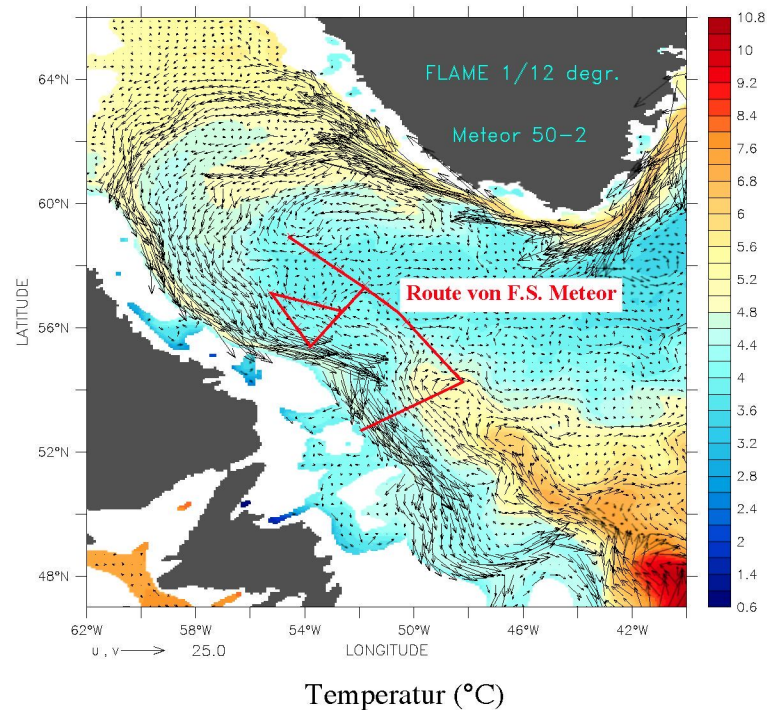 FLAME 1/12 degr.
Meteor 50-2
Route von F.S. Meteor
LATITUDE
64°N
60°N
56°N
52°N
48°N
62°W
58°W
54°W
50°W
46°W
42°W
LONGITUDE
u, v 25.0
10.8
10
9.2
8.4
7.6
6.8
6
5.6
5.2
4.8
4.4
4
3.6
3.2
2.8
2.2
1.4
0.6
Temperatur (°C)